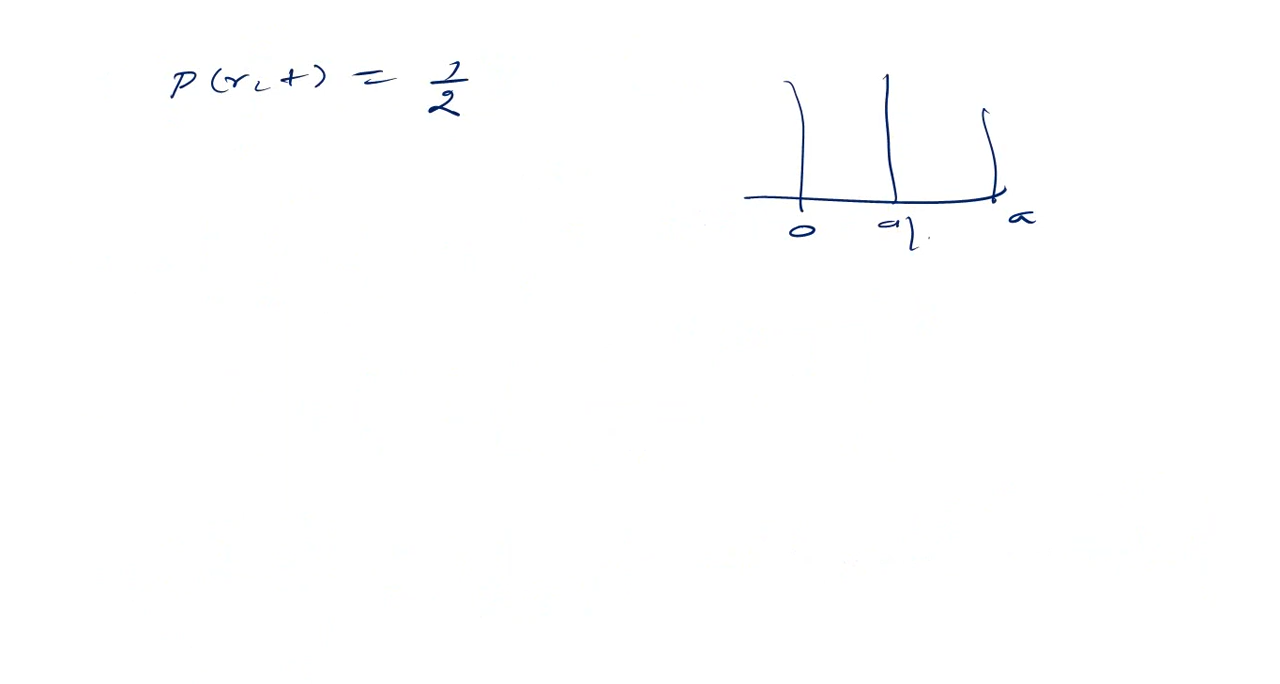 P(r, t) = 1/2
0 a/2 a